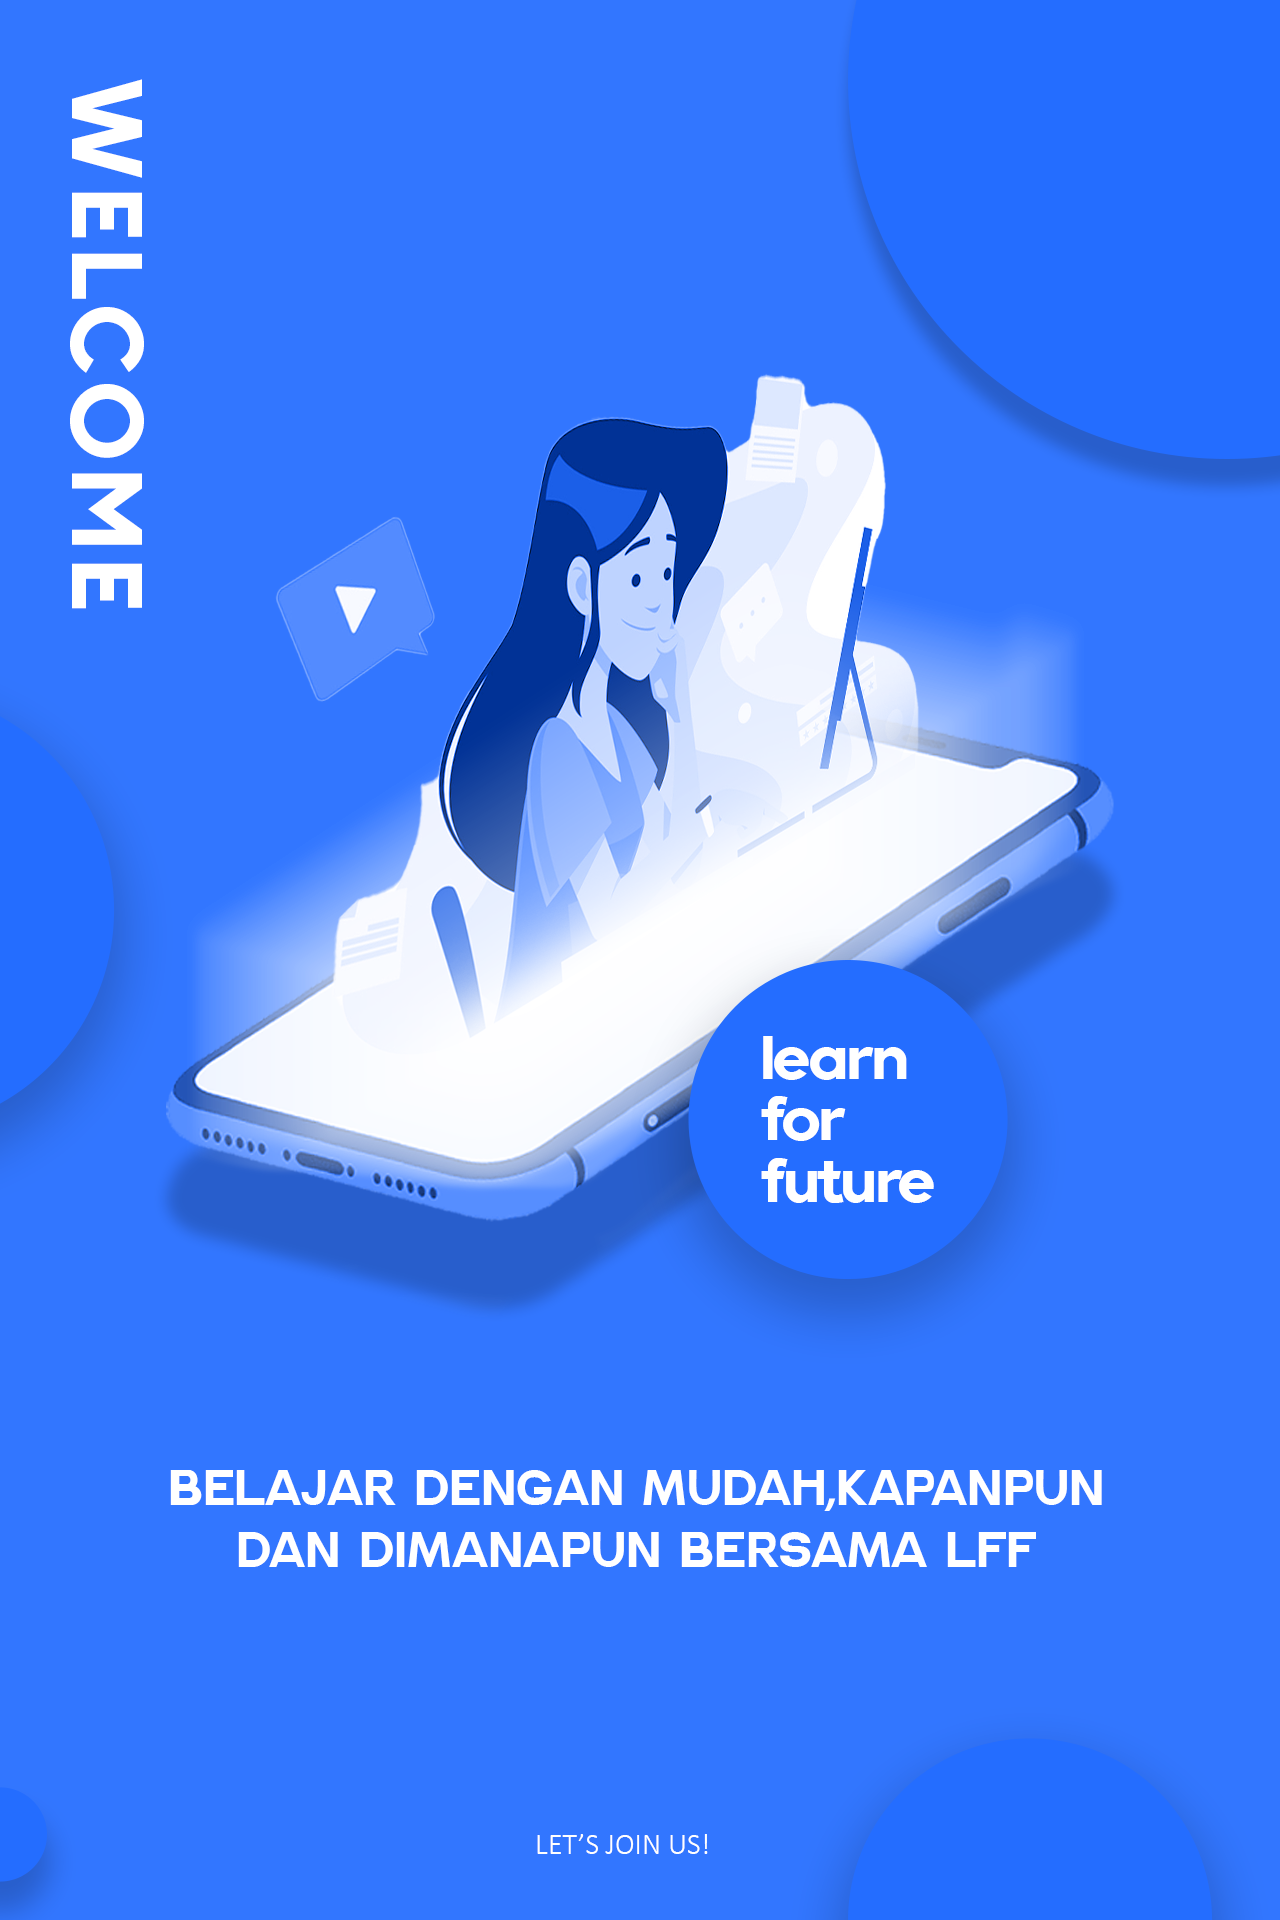 WELCOME
learn
for
future
BELAJAR DENGAN MUDAH,KAPANPUN
DAN DIMANAPUN BERSAMA LFF
LET’S JOIN US!